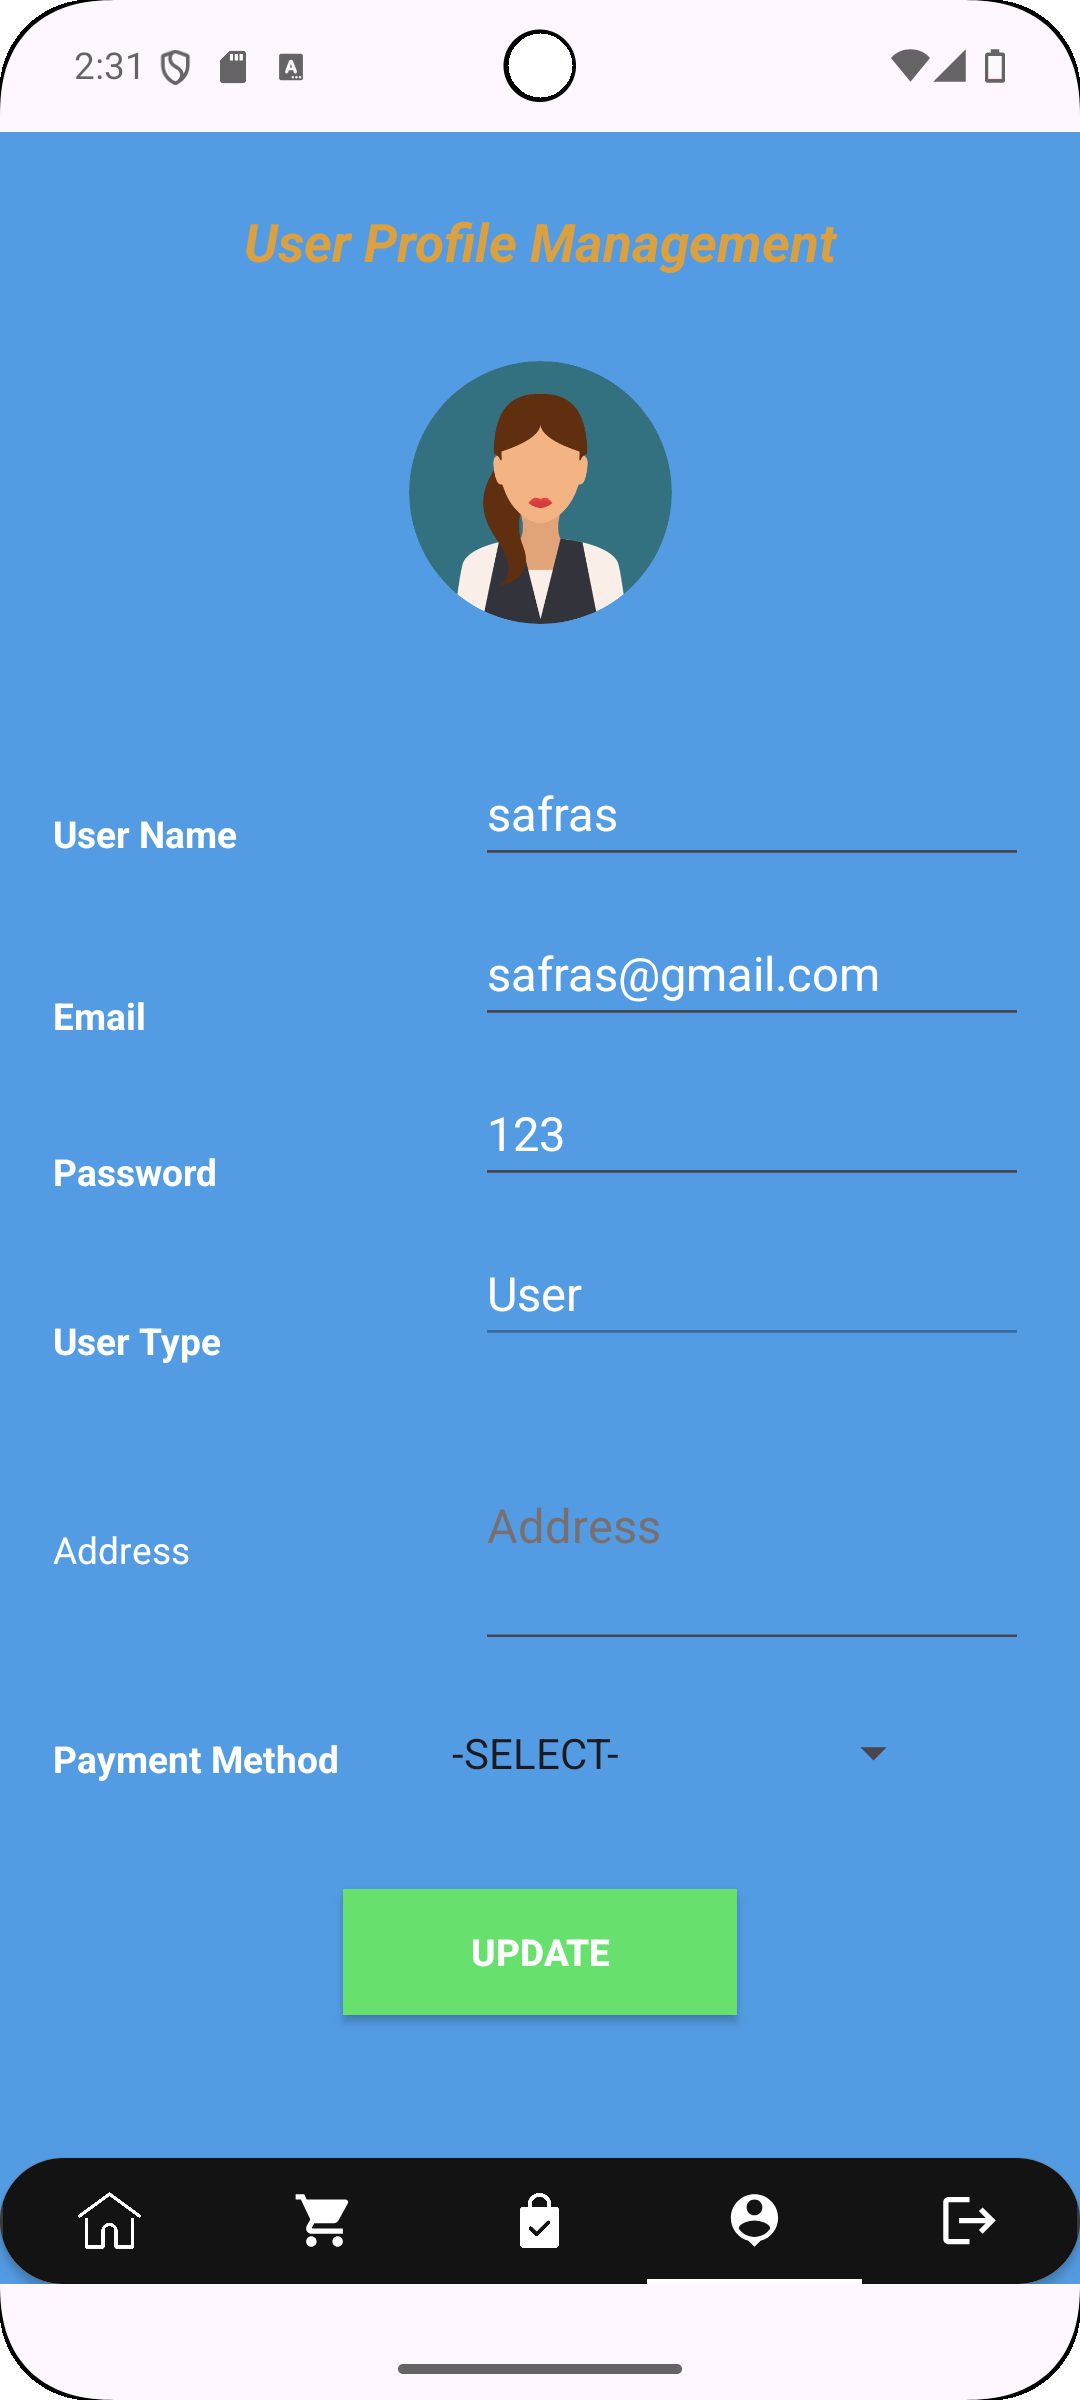 2:31
User Profile Management
User Name
safras
Email
safras@gmail.com
Password
123
User Type
User
Address
Address
Payment Method
-SELECT-
UPDATE